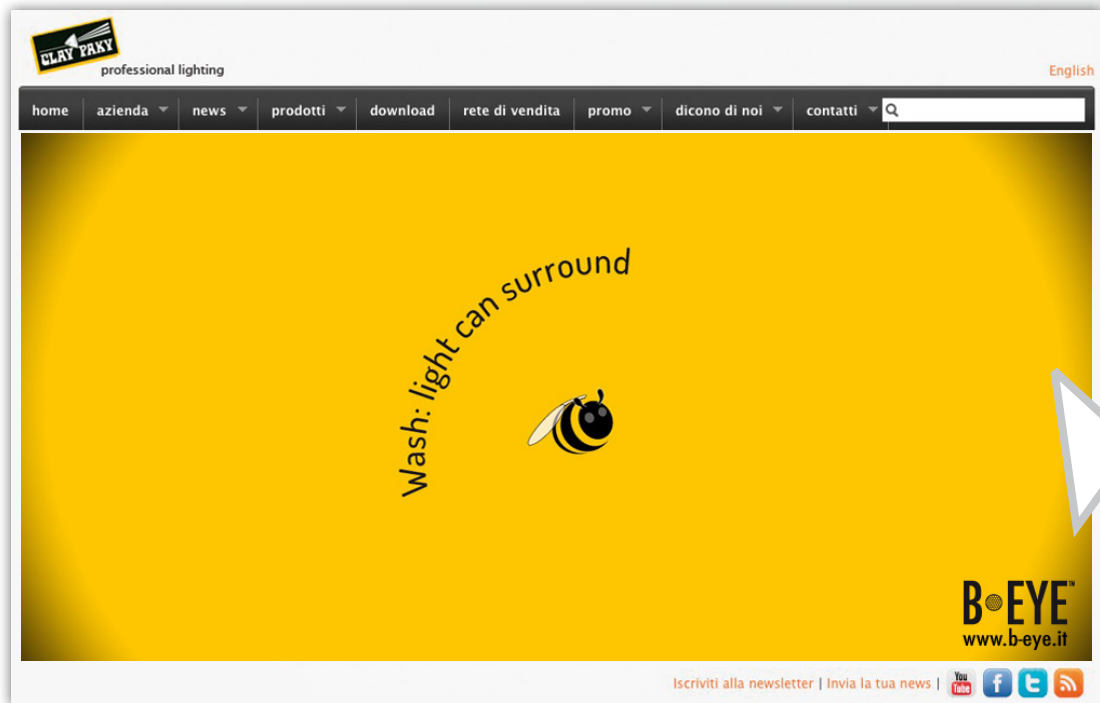 CLAY PAKY
professional lighting
English
home azienda news prodotti download rete di vendita promo dicono di noi contatti
Wash: light can surround
B EYE™
www.b-eye.it
Iscriviti alla newsletter | Invia la tua news |
You Tube f t